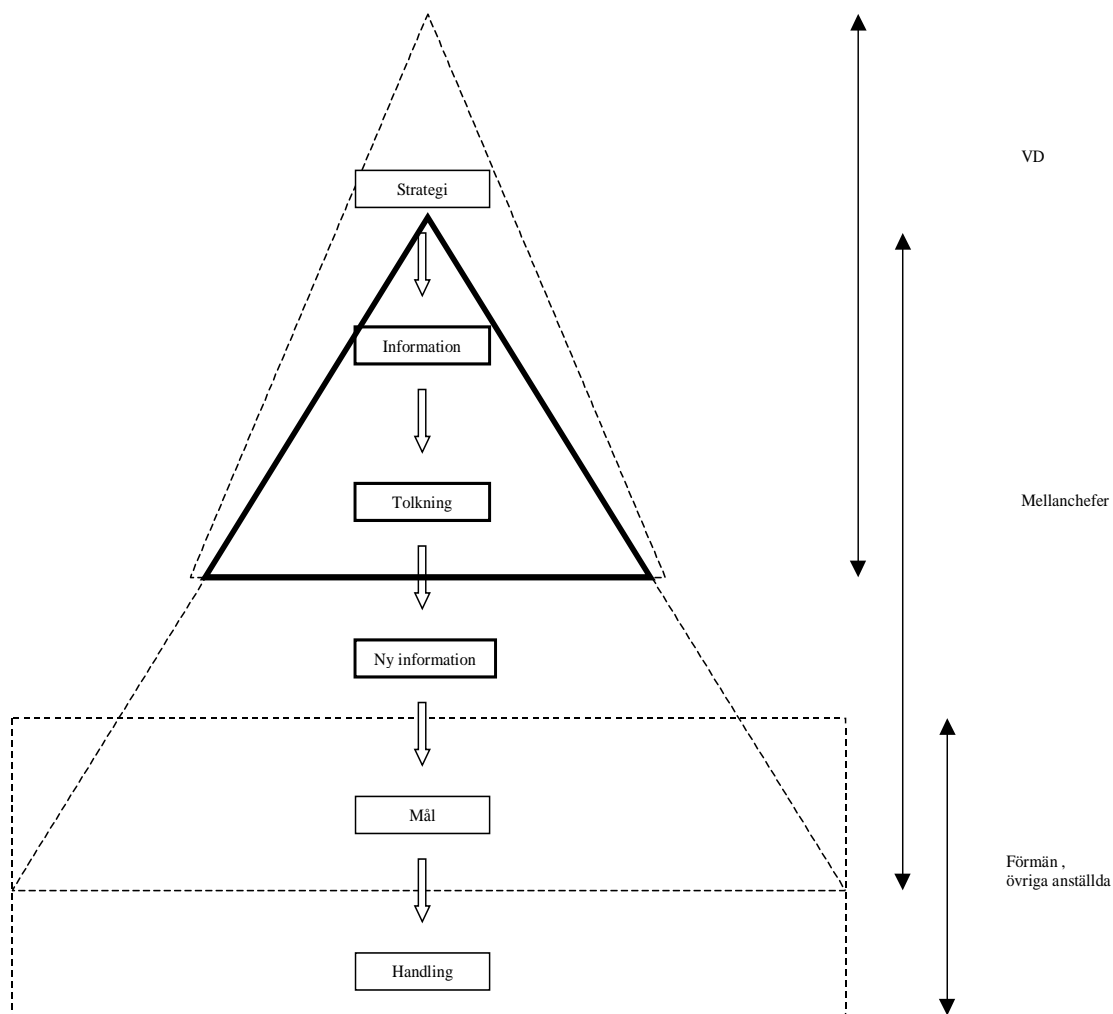 VD
Strategi
Information
Tolkning
Mellanchefer
Ny information
Mål
Förmän ,
övriga anställda
Handling